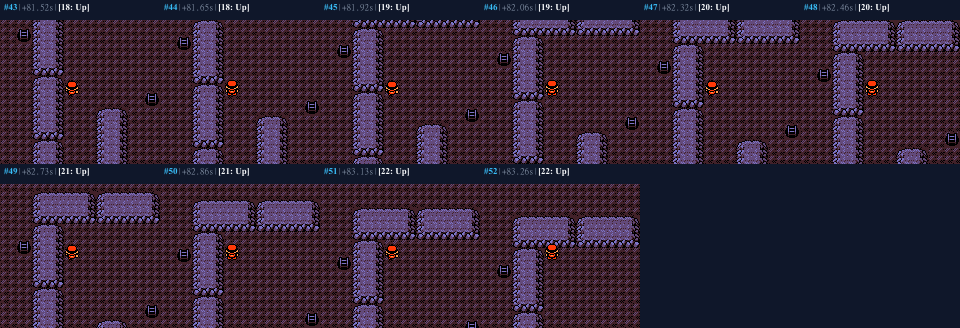 #43|+81.52s|[18: Up]
#44|+81.65s|[18: Up]
#45|+81.92s|[19: Up]
#46|+82.06s|[19: Up]
#47|+82.32s|[20: Up]
#48|+82.46s|[20: Up]
#49|+82.73s|[21: Up]
#50|+82.86s|[21: Up]
#51|+83.13s|[22: Up]
#52|+83.26s|[22: Up]